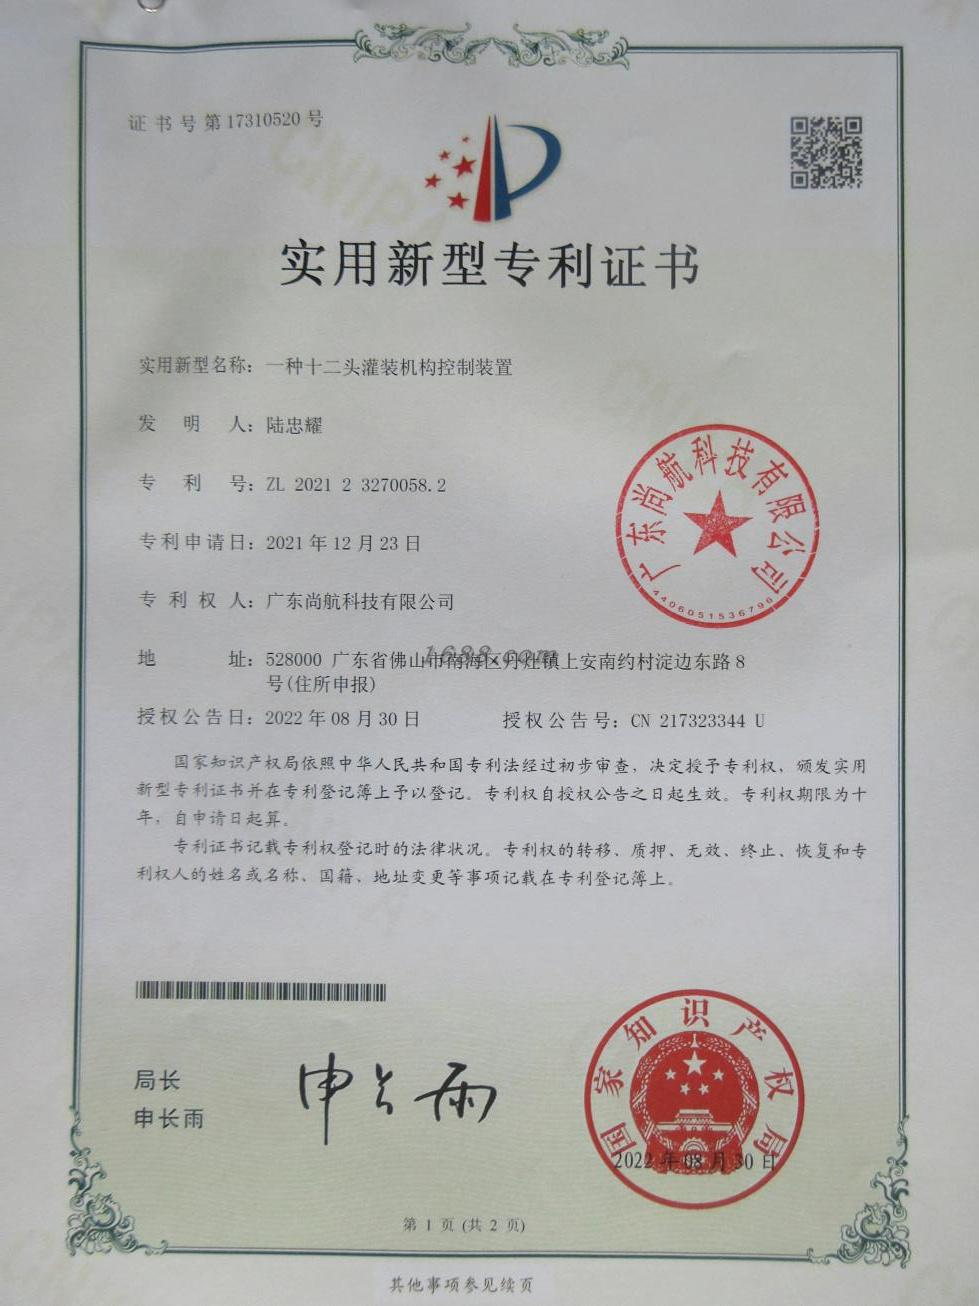 证书号第17310520号
实用新型专利证书
实用新型名称：一种十二头灌装机构控制装置
发明人：陆忠耀
专利号：ZL 2021 2 3270058.2
专利申请日：2021年12月23日
专利权人：广东尚航科技有限公司
广东尚航科技有限公司
4406051536796
地址：528000 广东省佛山市南海区丹灶镇上安南约村淀边东路8
号(住所申报)
1688.com
授权公告日：2022年08月30日 授权公告号：CN 217323344 U
国家知识产权局依照中华人民共和国专利法经过初步审查，决定授予专利权，颁发实用
新型专利证书并在专利登记簿上予以登记。专利权自授权公告之日起生效。专利权期限为十
年，自申请日起算。
专利证书记载专利权登记时的法律状况。专利权的转移、质押、无效、终止、恢复和专
利权人的姓名或名称、国籍、地址变更等事项记载在专利登记簿上。
局长
申长雨
申长雨
国家知识产权局
2022年08月30日
第 1 页 (共 2 页)
其他事项参见续页